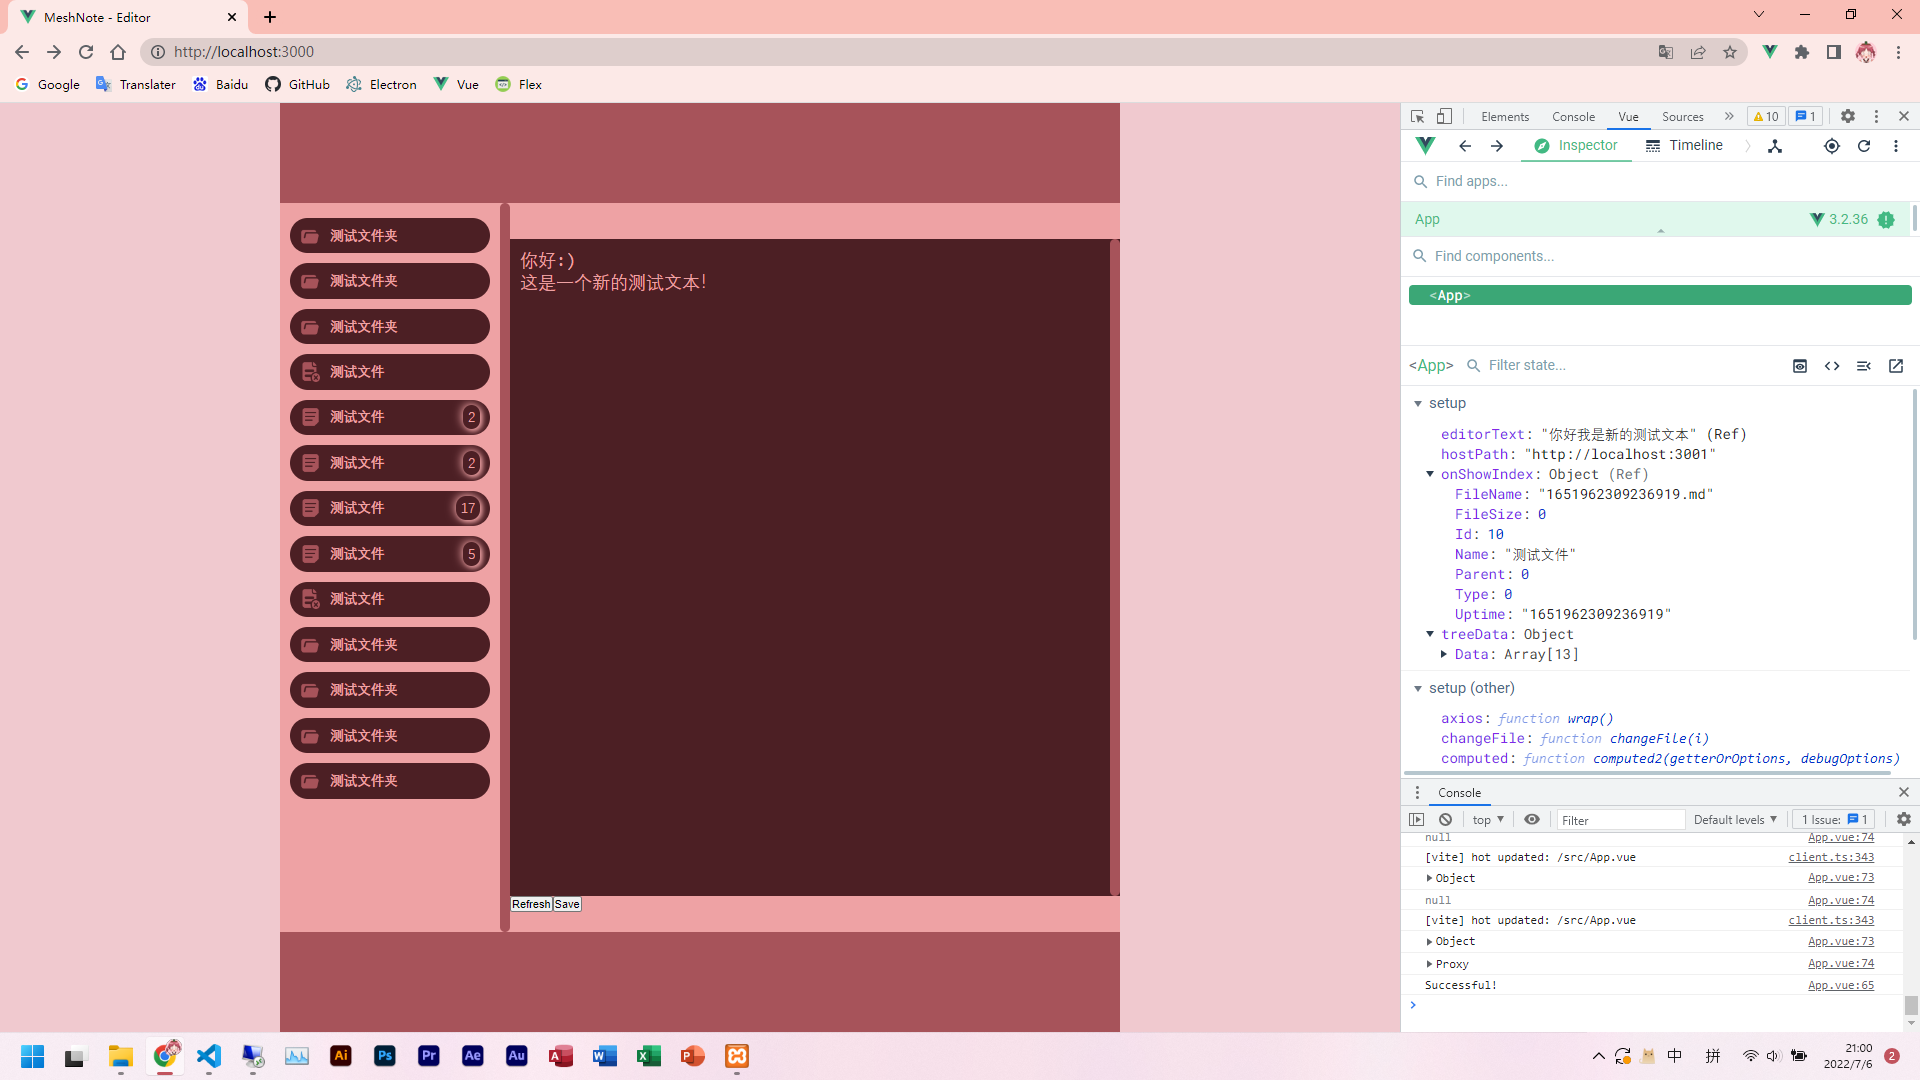 MeshNote - Editor
http://localhost:3000
Google
Translater
Baidu
GitHub
Electron
Vue
Flex
测试文件夹
测试文件夹
测试文件夹
测试文件
测试文件 2
测试文件 2
测试文件 17
测试文件 5
测试文件
测试文件夹
测试文件夹
测试文件夹
测试文件夹
你好:)
这是一个新的测试文本!
Refresh Save
Elements Console Vue Sources » 10 1
Inspector Timeline
Find apps...
App 3.2.36
Find components...
<App>
<App> Filter state...
setup
editorText: "你好我是新的测试文本" (Ref)
hostPath: "http://localhost:3001"
onShowIndex: Object (Ref)
FileName: "1651962309236919.md"
FileSize: 0
Id: 10
Name: "测试文件"
Parent: 0
Type: 0
Uptime: "1651962309236919"
treeData: Object
Data: Array[13]
setup (other)
axios: function wrap()
changeFile: function changeFile(i)
computed: function computed2(getterOrOptions, debugOptions)
Console
top Filter Default levels 1 Issue: 1
null App.vue:74
[vite] hot updated: /src/App.vue client.ts:343
Object App.vue:73
null App.vue:74
[vite] hot updated: /src/App.vue client.ts:343
Object App.vue:73
Proxy App.vue:74
Successful! App.vue:65
Ai Ps Pr Ae Au A W X P
中 拼
21:00
2022/7/6
2